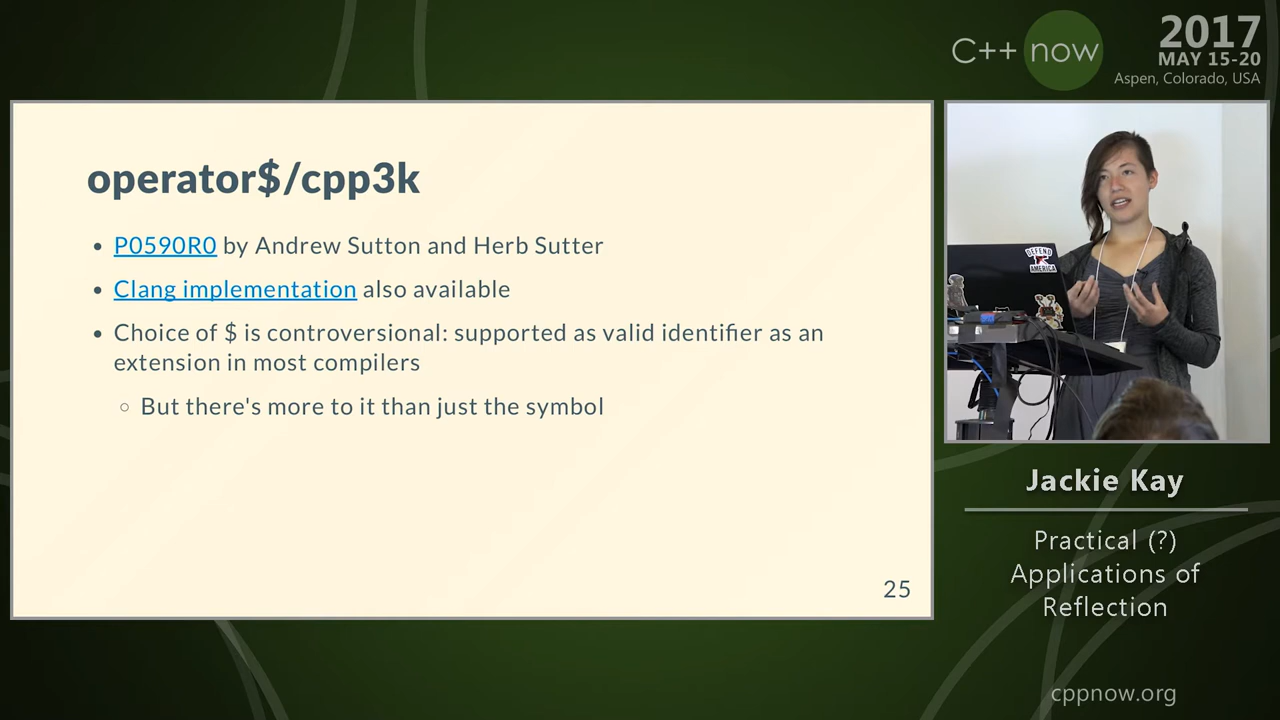 C++ now
2017
MAY 15-20
Aspen, Colorado, USA
operator$/cpp3k
• P0590R0 by Andrew Sutton and Herb Sutter
• Clang implementation also available
• Choice of $ is controversional: supported as valid identifier as an
extension in most compilers
◦ But there's more to it than just the symbol
25
DEFEND
AMERICA
Jackie Kay
Practical (?)
Applications of
Reflection
cppnow.org